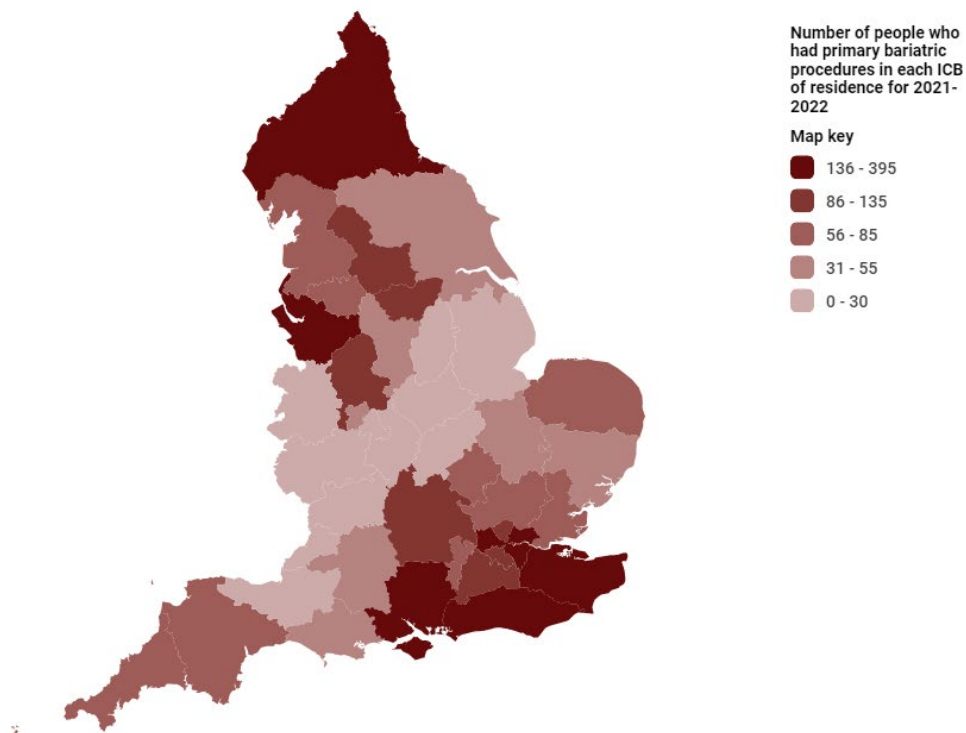 Number of people who
had primary bariatric
procedures in each ICB
of residence for 2021-
2022
Map key
136 - 395
86 - 135
56 - 85
31 - 55
0 - 30